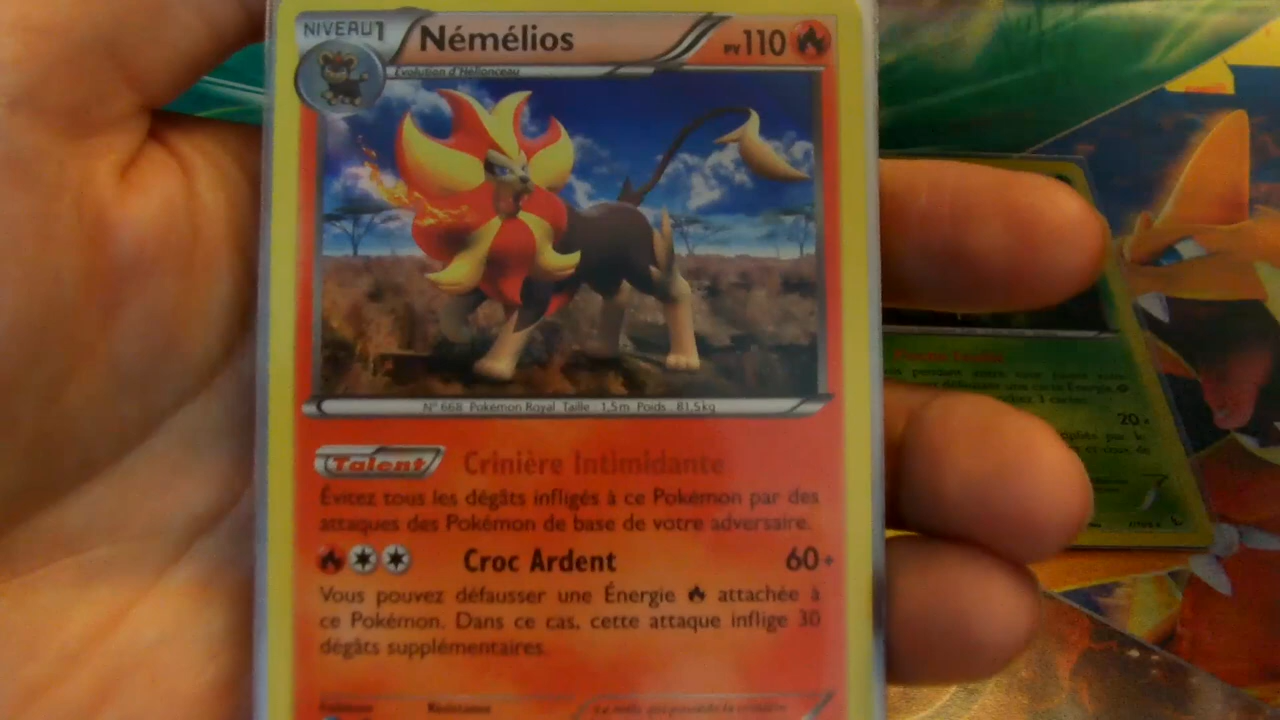 NIVEAU 1
Némélios
PV 110
Évolution d'Hélionceau
N° 668 Pokémon Royal Taille : 1,5m Poids : 81,5kg
Talent Crinière Intimidante
Évitez tous les dégâts infligés à ce Pokémon par des
attaques des Pokémon de base de votre adversaire.
Croc Ardent 60+
Vous pouvez défausser une Énergie attachée à
ce Pokémon. Dans ce cas, cette attaque inflige 30
dégâts supplémentaires.
Résistance
20+